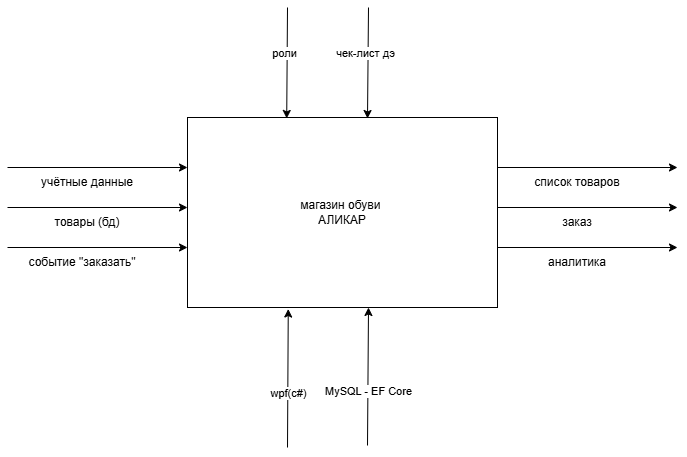 роли
чек-лист дэ
учётные данные
товары (бд)
событие "заказать"
магазин обуви
АЛИКАР
список товаров
заказ
аналитика
wpf(c#)
MySQL - EF Core